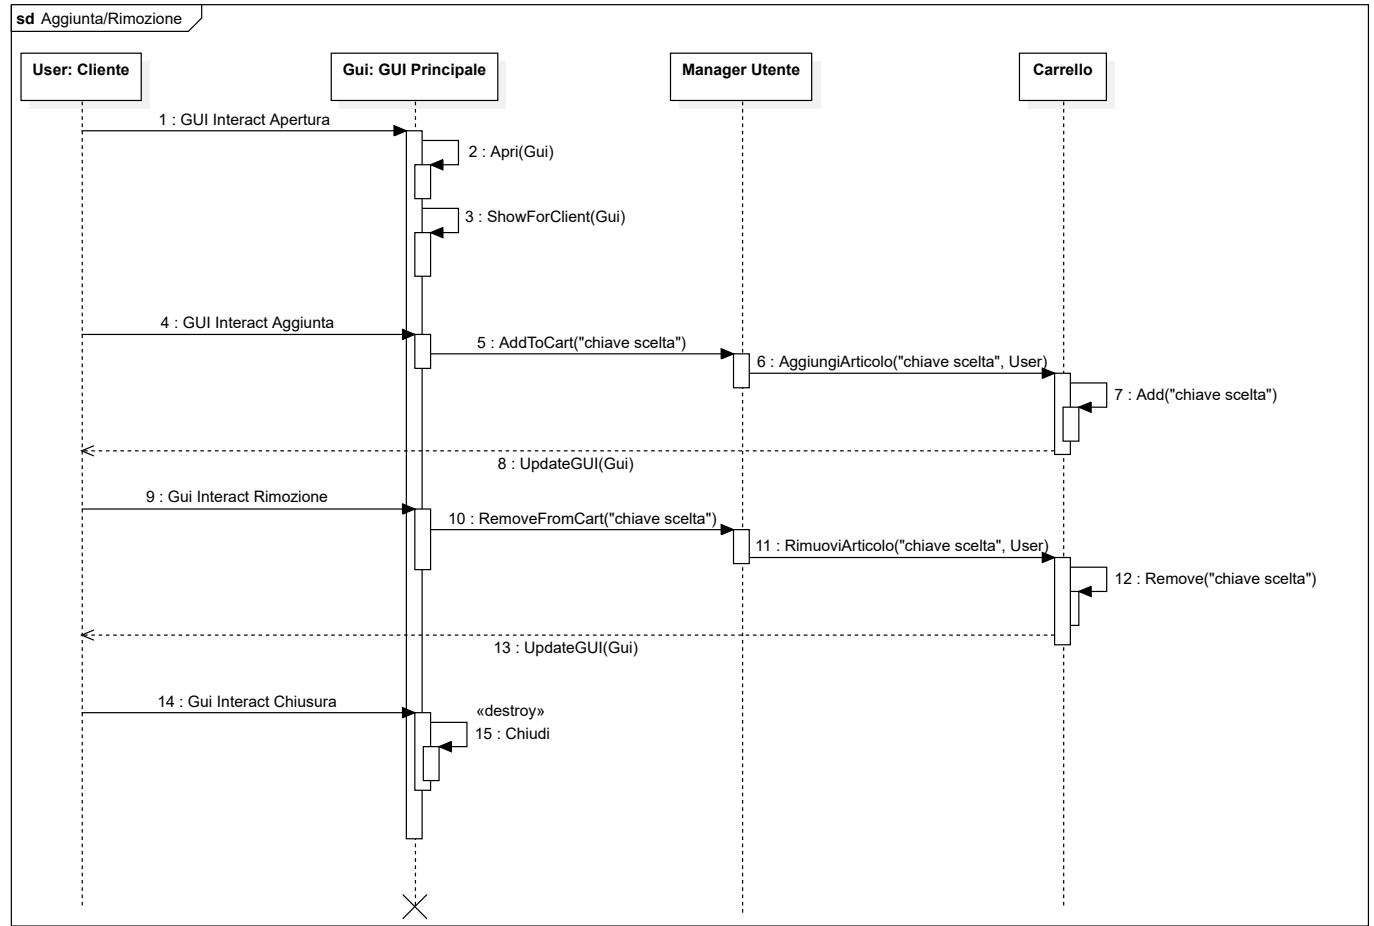 sd Aggiunta/Rimozione
User: Cliente
Gui: GUI Principale
Manager Utente
Carrello
1 : GUI Interact Apertura
2 : Apri(Gui)
3 : ShowForClient(Gui)
4 : GUI Interact Aggiunta
5 : AddToCart("chiave scelta")
6 : AggiungiArticolo("chiave scelta", User)
7 : Add("chiave scelta")
8 : UpdateGUI(Gui)
9 : Gui Interact Rimozione
10 : RemoveFromCart("chiave scelta")
11 : RimuoviArticolo("chiave scelta", User)
12 : Remove("chiave scelta")
13 : UpdateGUI(Gui)
14 : Gui Interact Chiusura
«destroy»
15 : Chiudi